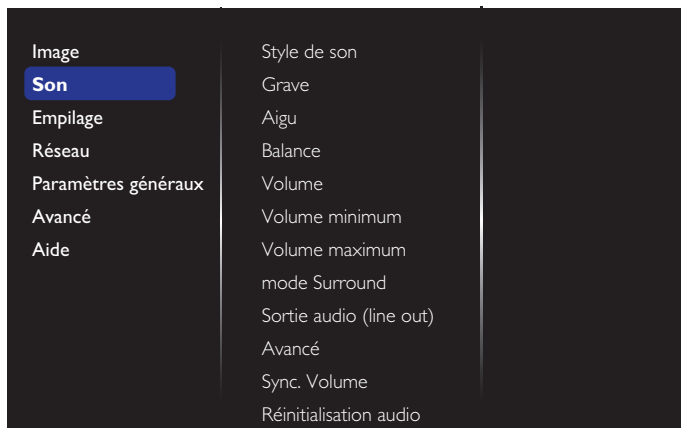 Image
Son
Empilage
Réseau
Paramètres généraux
Avancé
Aide
Style de son
Grave
Aigu
Balance
Volume
Volume minimum
Volume maximum
mode Surround
Sortie audio (line out)
Avancé
Sync. Volume
Réinitialisation audio